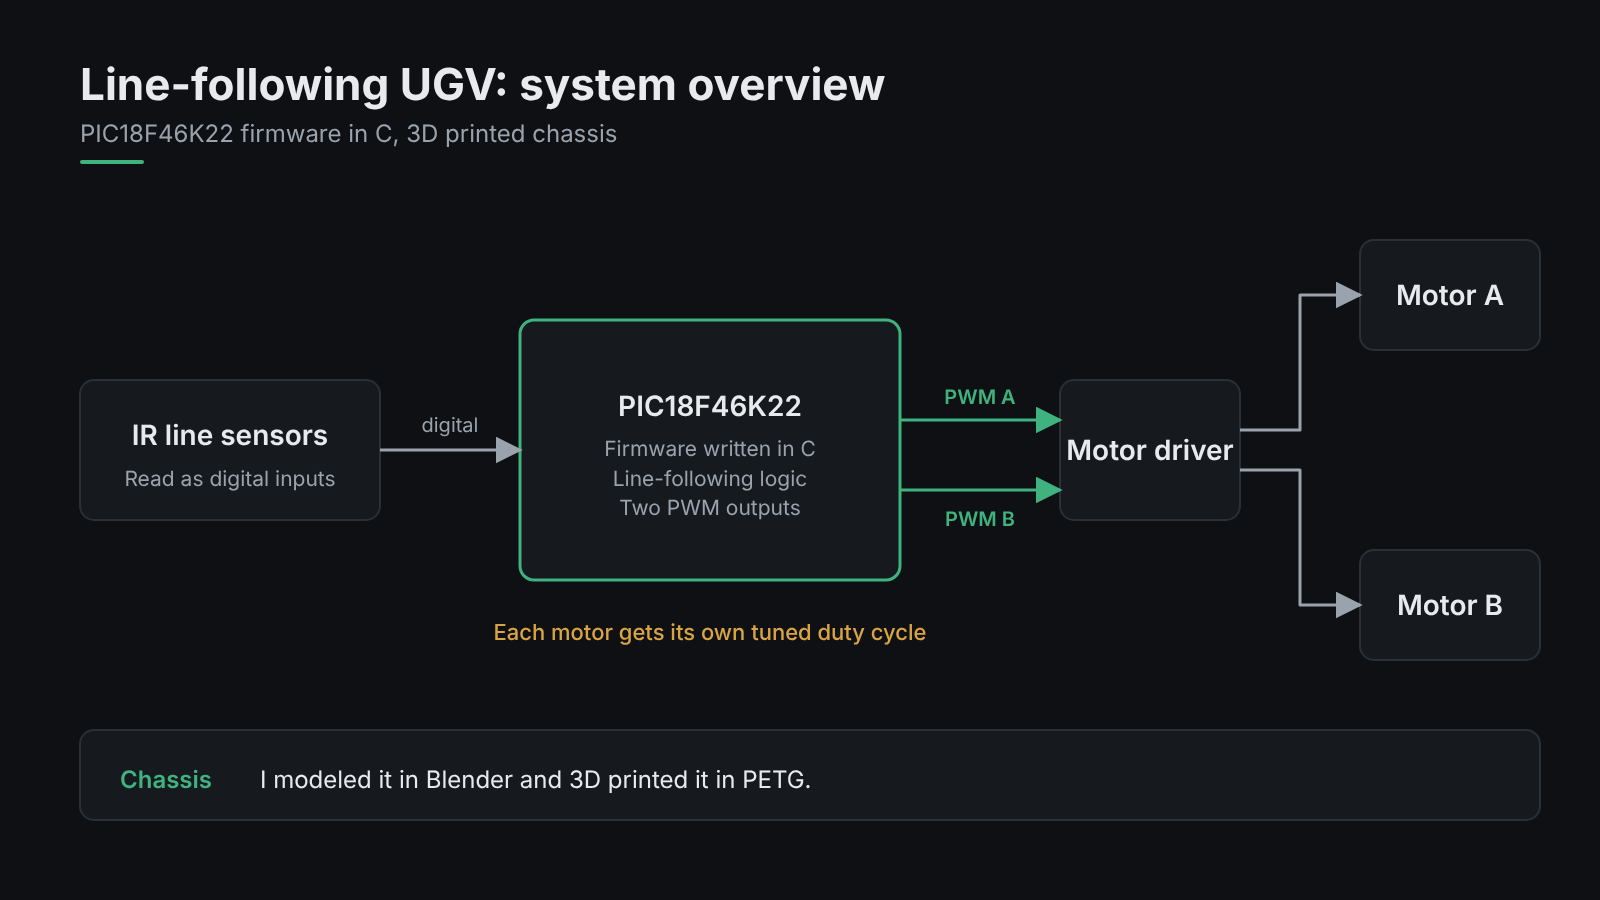 Line-following UGV: system overview
PIC18F46K22 firmware in C, 3D printed chassis
IR line sensors
Read as digital inputs
digital
PIC18F46K22
Firmware written in C
Line-following logic
Two PWM outputs
PWM A
PWM B
Motor driver
Motor A
Motor B
Each motor gets its own tuned duty cycle
Chassis I modeled it in Blender and 3D printed it in PETG.